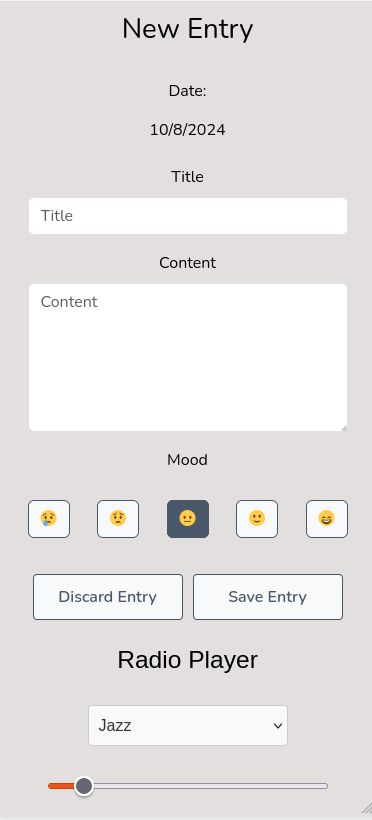 New Entry
Date:
10/8/2024
Title
Title
Content
Content
Mood
Discard Entry Save Entry
Radio Player
Jazz